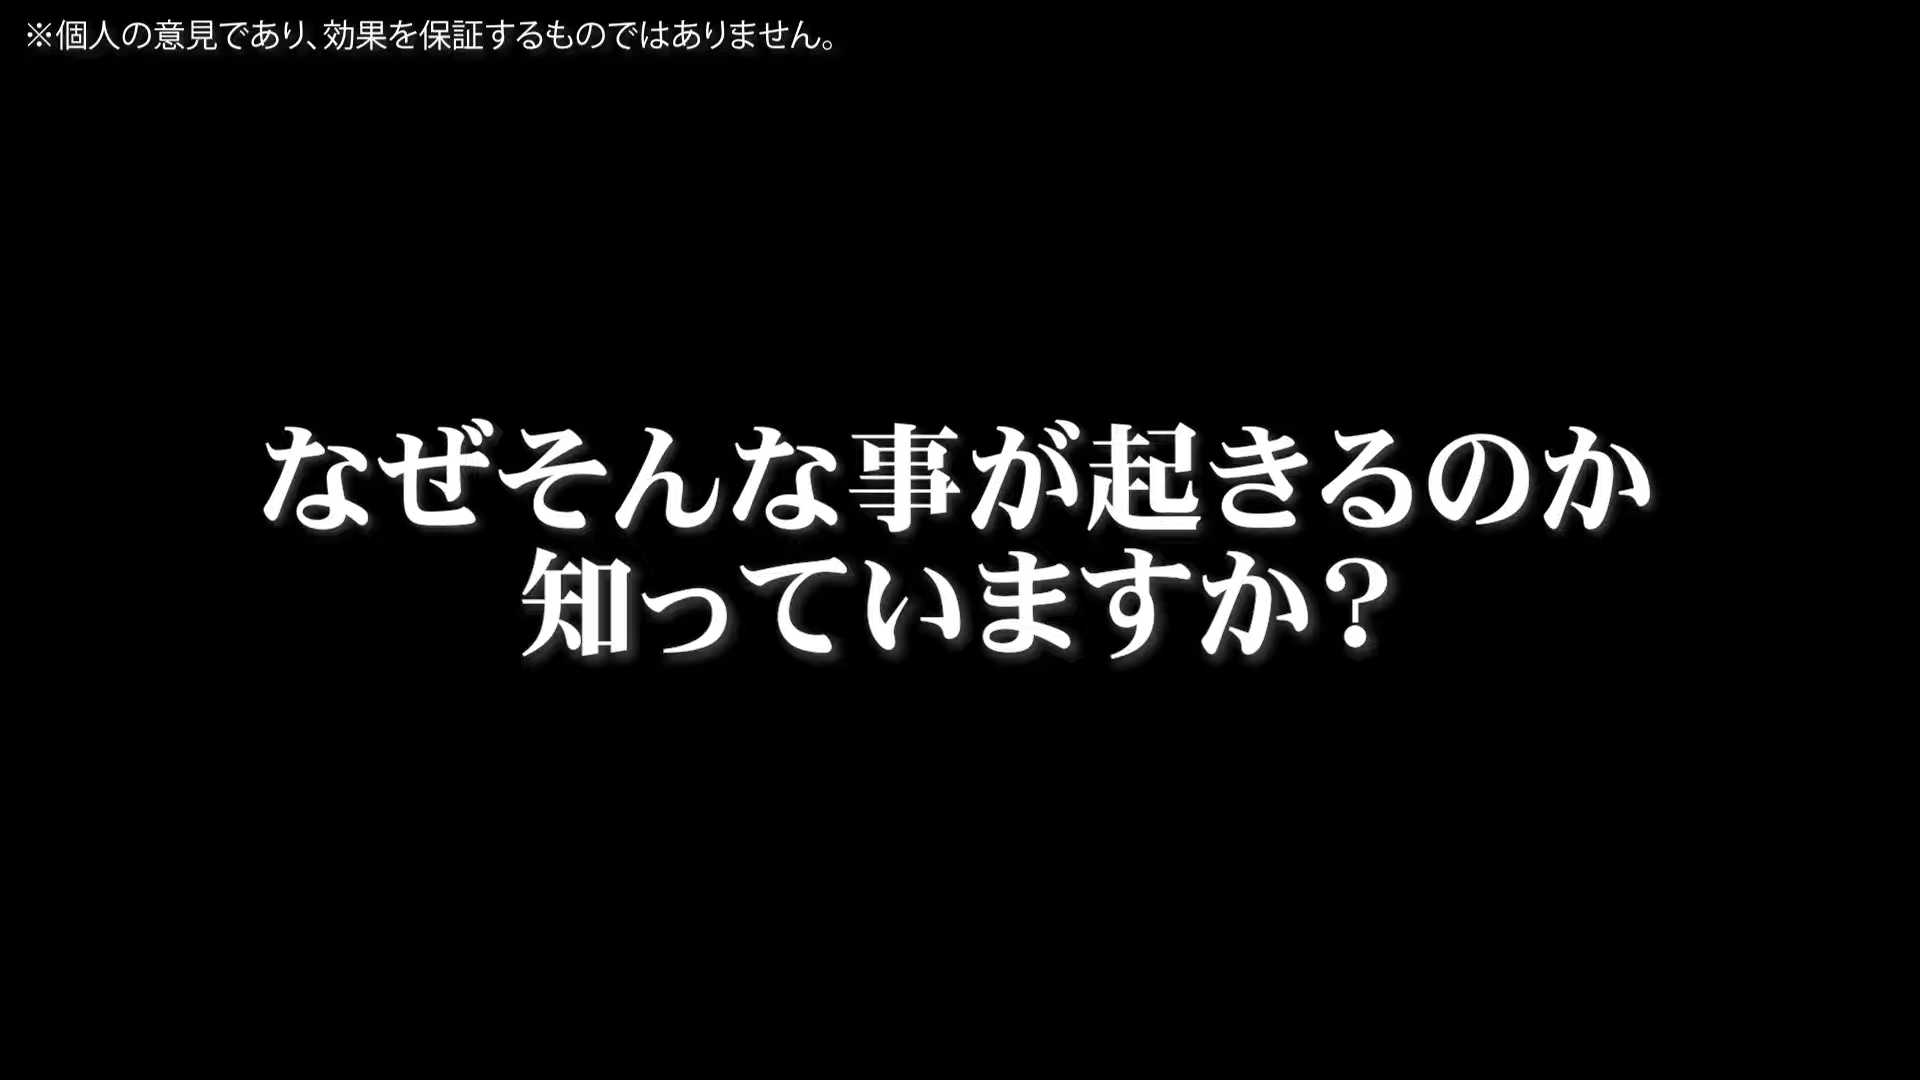 ※個人の意見であり、効果を保証するものではありません。
なぜそんな事が起きるのか
知っていますか？